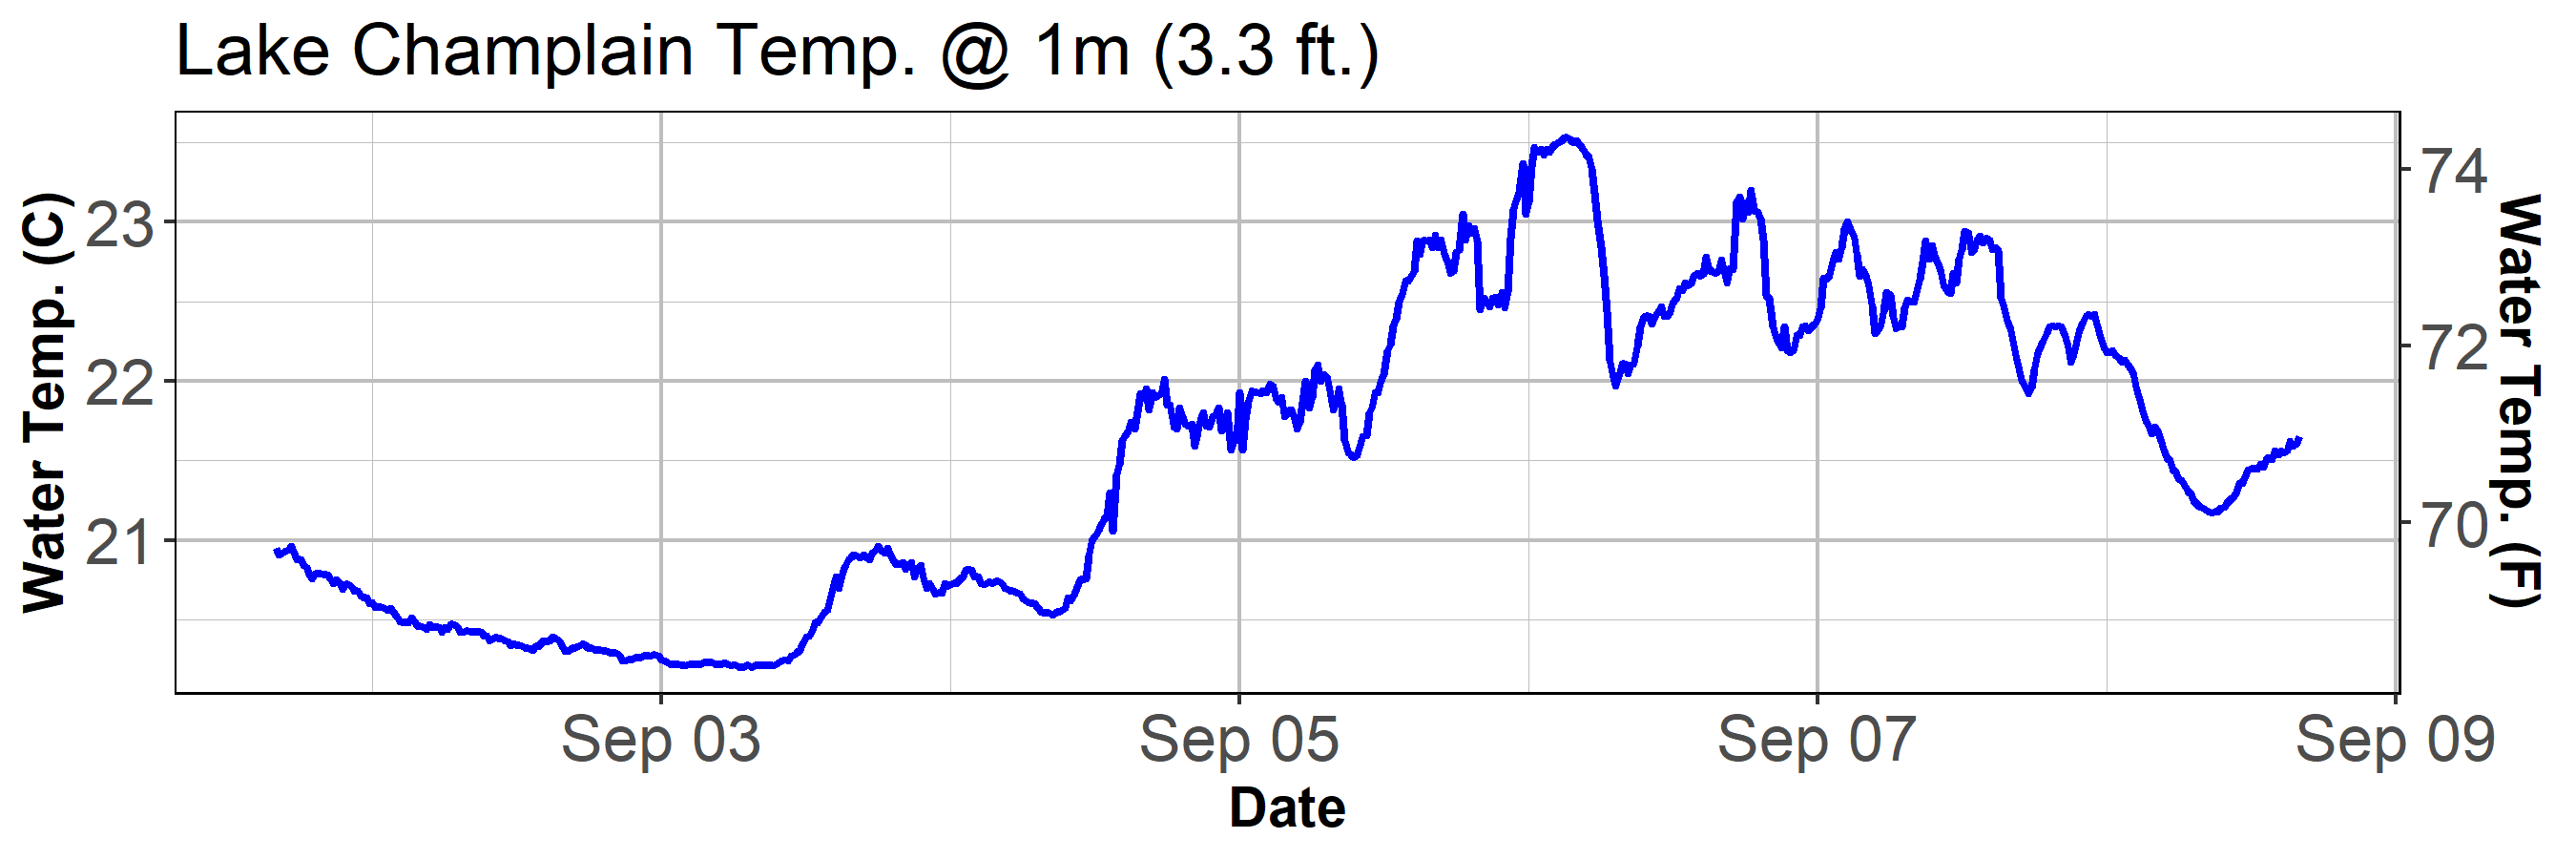 Lake Champlain Temp. @ 1m (3.3 ft.)
Water Temp. (C)
23
22
21
74
72
70
Water Temp. (F)
Sep 03
Sep 05
Sep 07
Sep 09
Date